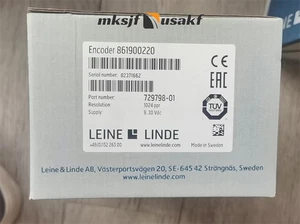 mksjf usakf
Encoder 861900220
Serial number: 82371662
Part number: 729798-01
Resolution: 1024 ppr
Supply: 9..30 Vdc
CE
EAC
TÜV
LEINE LINDE
www.leinelinde.com
Made in Sweden
Leine & Linde AB, Västerportsvägen 20, SE-645 42 Strängnäs, Sweden
www.leinelinde.com